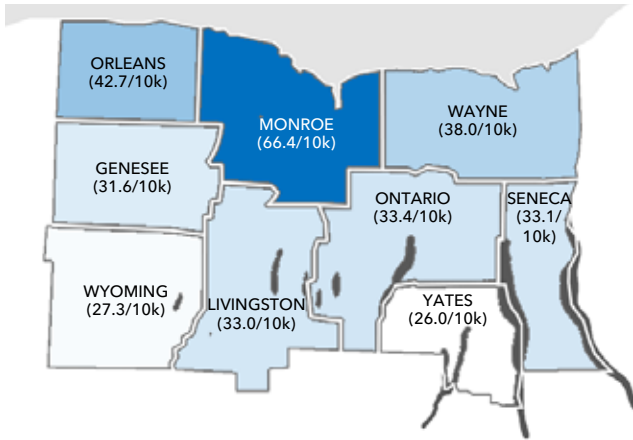 ORLEANS
(42.7/10k)
MONROE
(66.4/10k)
WAYNE
(38.0/10k)
GENESEE
(31.6/10k)
ONTARIO
(33.4/10k)
SENECA
(33.1/
10k)
WYOMING
(27.3/10k)
LIVINGSTON
(33.0/10k)
YATES
(26.0/10k)